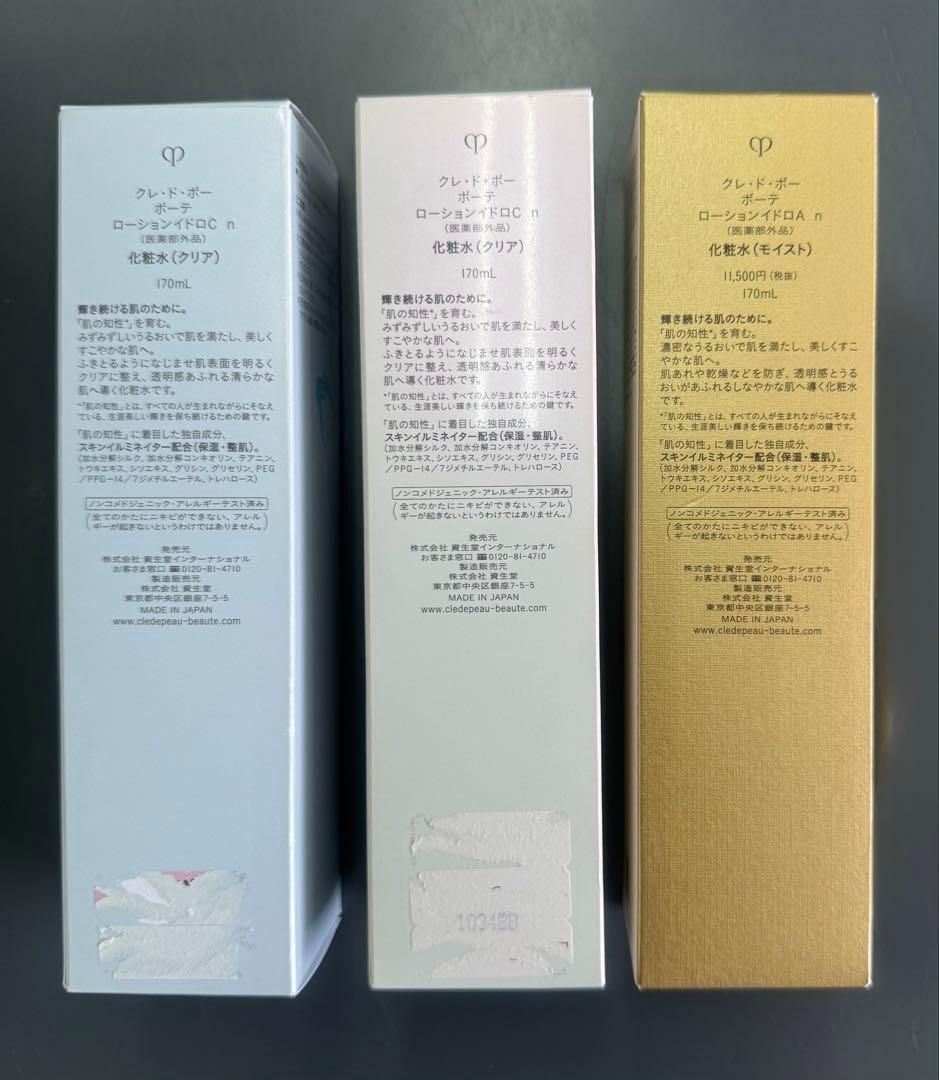 クレ・ド・ポー
ボーテ
ローションイドロC n
(医薬部外品)
化粧水(クリア)
170mL
輝き続ける肌のために。
「肌の知性*」を育む。
みずみずしいうるおいで肌を満たし、美しく
すこやかな肌へ。
ふきとるようになじませ肌表面を明るく
クリアに整え、透明感あふれる清らかな
肌へ導く化粧水です。
*「肌の知性」とは、すべての人が生まれながらにそなえ
ている、生涯美しい輝きを保ち続けるための鍵です。
「肌の知性」に着目した独自成分、
スキンイルミネイター配合(保湿・整肌)。
(加水分解シルク、加水分解コンキオリン、テアニン、
トウキエキス、シソエキス、グリシン、グリセリン、PEG
/PPG-14/7ジメチルエーテル、トレハロース)
ノンコメドジェニック・アレルギーテスト済み
(全てのかたにニキビができない、アレル
ギーが起きないというわけではありません。)
発売元
株式会社 資生堂インターナショナル
お客さま窓口 0120-81-4710
製造販売元
株式会社 資生堂
東京都中央区銀座7-5-5
MADE IN JAPAN
www.cledepeau-beaute.com
クレ・ド・ポー
ボーテ
ローションイドロC n
(医薬部外品)
化粧水(クリア)
170mL
輝き続ける肌のために。
「肌の知性*」を育む。
みずみずしいうるおいで肌を満たし、美しく
すこやかな肌へ。
ふきとるようになじませ肌表面を明るく
クリアに整え、透明感あふれる清らかな
肌へ導く化粧水です。
*「肌の知性」とは、すべての人が生まれながらにそなえ
ている、生涯美しい輝きを保ち続けるための鍵です。
「肌の知性」に着目した独自成分、
スキンイルミネイター配合(保湿・整肌)。
(加水分解シルク、加水分解コンキオリン、テアニン、
トウキエキス、シソエキス、グリシン、グリセリン、PEG
/PPG-14/7ジメチルエーテル、トレハロース)
ノンコメドジェニック・アレルギーテスト済み
(全てのかたにニキビができない、アレル
ギーが起きないというわけではありません。)
発売元
株式会社 資生堂インターナショナル
お客さま窓口 0120-81-4710
製造販売元
株式会社 資生堂
東京都中央区銀座7-5-5
MADE IN JAPAN
www.cledepeau-beaute.com
クレ・ド・ポー
ボーテ
ローションイドロA n
(医薬部外品)
化粧水(モイスト)
11,500円(税抜)
170mL
輝き続ける肌のために。
「肌の知性*」を育む。
濃密なうるおいで肌を満たし、美しくすこ
やかな肌へ。
肌あれや乾燥などを防ぎ、透明感とうる
おいがあふれるしなやかな肌へ導く化粧水
です。
*「肌の知性」とは、すべての人が生まれながらにそなえ
ている、生涯美しい輝きを保ち続けるための鍵です。
「肌の知性」に着目した独自成分、
スキンイルミネイター配合(保湿・整肌)。
(加水分解シルク、加水分解コンキオリン、テアニン、
トウキエキス、シソエキス、グリシン、グリセリン、PEG
/PPG-14/7ジメチルエーテル、トレハロース)
ノンコメドジェニック・アレルギーテスト済み
(全てのかたにニキビができない、アレル
ギーが起きないというわけではありません。)
発売元
株式会社 資生堂インターナショナル
お客さま窓口 0120-81-4710
製造販売元
株式会社 資生堂
東京都中央区銀座7-5-5
MADE IN JAPAN
www.cledepeau-beaute.com